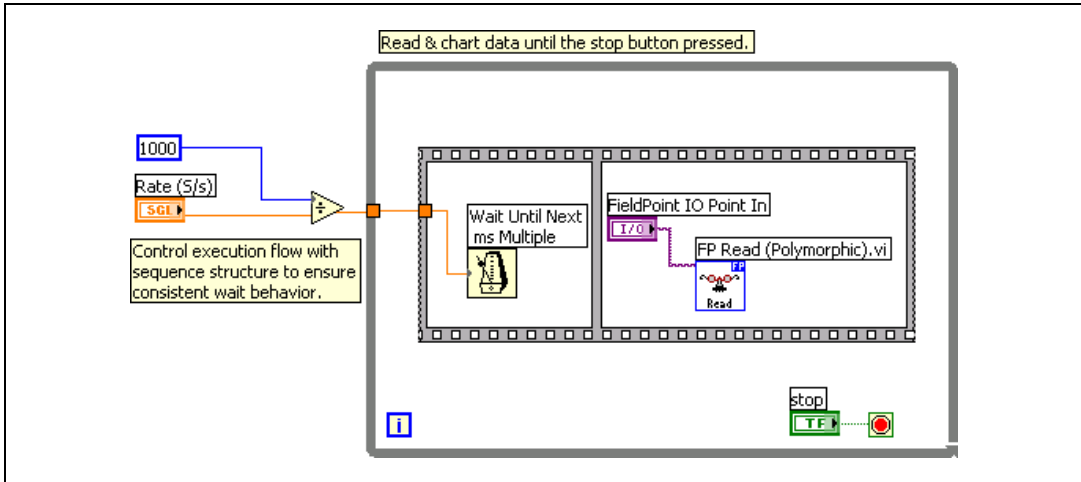 Read & chart data until the stop button pressed.
1000
Rate (S/s)
SGL
÷
Control execution flow with
sequence structure to ensure
consistent wait behavior.
Wait Until Next
ms Multiple
FieldPoint IO Point In
I/O
FP Read (Polymorphic).vi
FP
Read
stop
TF
i